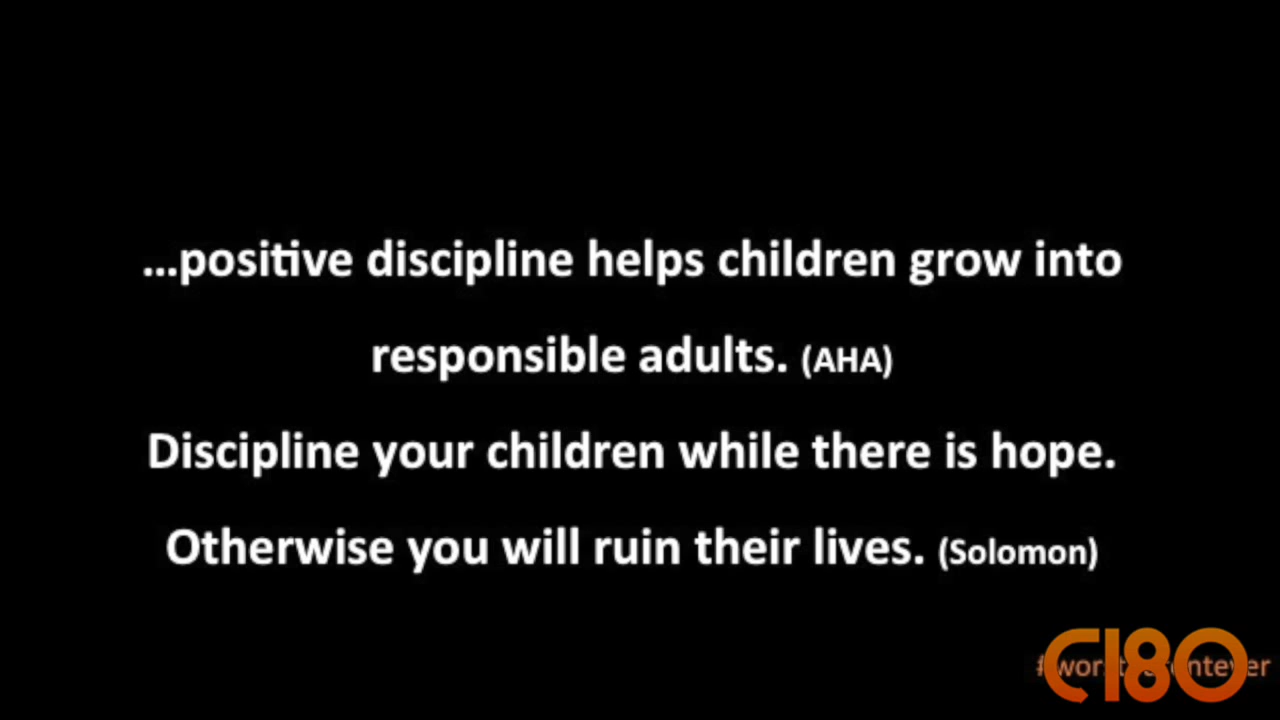 …positive discipline helps children grow into
responsible adults. (AHA)
Discipline your children while there is hope.
Otherwise you will ruin their lives. (Solomon)
C180